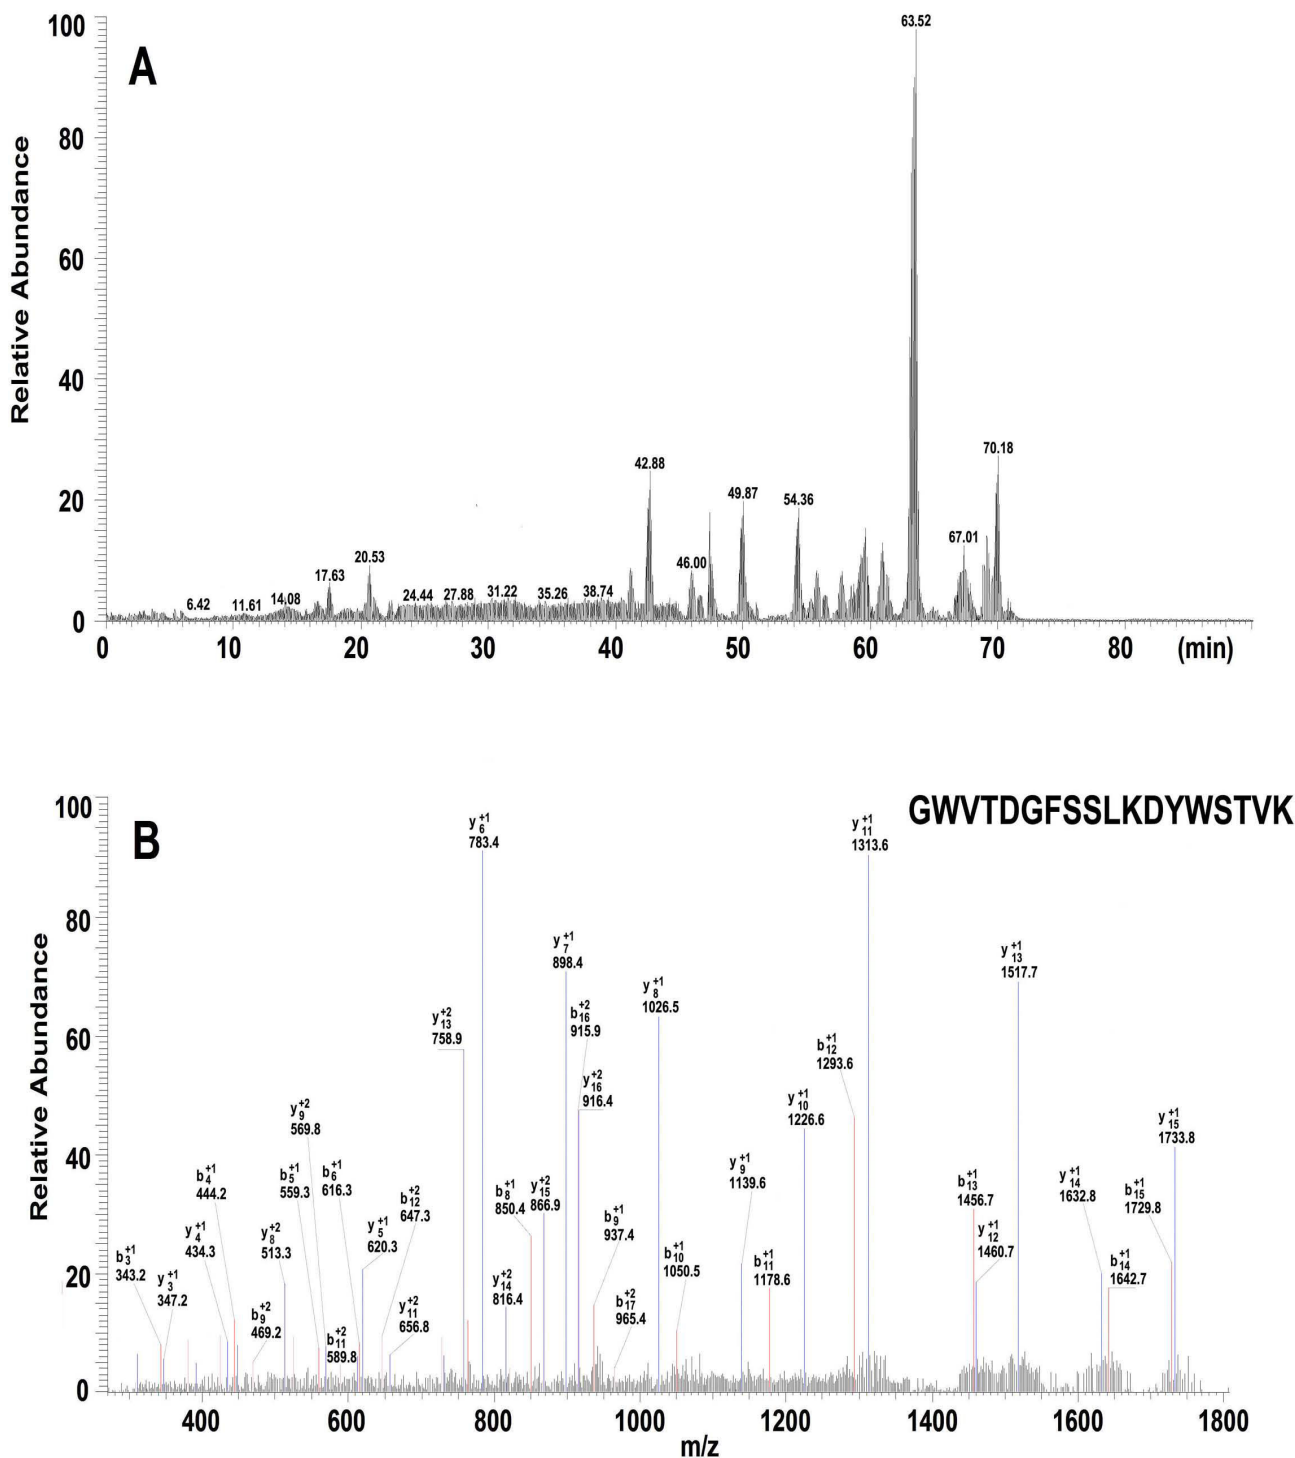 A
Relative Abundance
100
80
60
40
20
0
63.52
42.88
70.18
49.87
54.36
67.01
46.00
20.53
17.63
6.42
11.61
14.08
24.44
27.88
31.22
35.26
38.74
0 10 20 30 40 50 60 70 80 (min)
B
GWVTDGFSSLKDYWSTVK
Relative Abundance
100
80
60
40
20
0
b3+1
343.2
y3+1
347.2
y4+1
434.3
b4+1
444.2
b9+2
469.2
y8+2
513.3
b5+1
559.3
y9+2
569.8
b11+2
589.8
b6+1
616.3
y5+1
620.3
b12+2
647.3
y11+2
656.8
y13+2
758.9
y6+1
783.4
y14+2
816.4
b8+1
850.4
y15+2
866.9
y7+1
898.4
b16+2
915.9
y16+2
916.4
b9+1
937.4
b17+2
965.4
y8+1
1026.5
b10+1
1050.5
y9+1
1139.6
b11+1
1178.6
y10+1
1226.6
b12+1
1293.6
y11+1
1313.6
b13+1
1456.7
y12+1
1460.7
y13+1
1517.7
y14+1
1632.8
b14+1
1642.7
b15+1
1729.8
y15+1
1733.8
400 600 800 1000 1200 1400 1600 1800
m/z